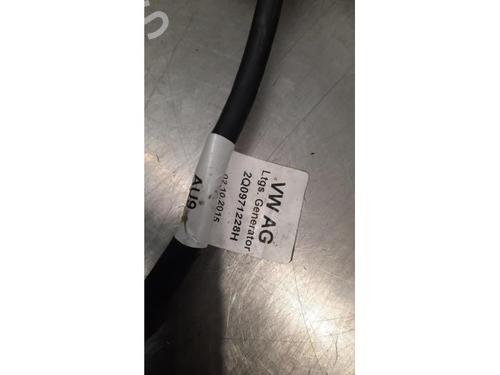 VW AG
Ltgs. Generator
2Q0971228H
02.10.2015
AU9